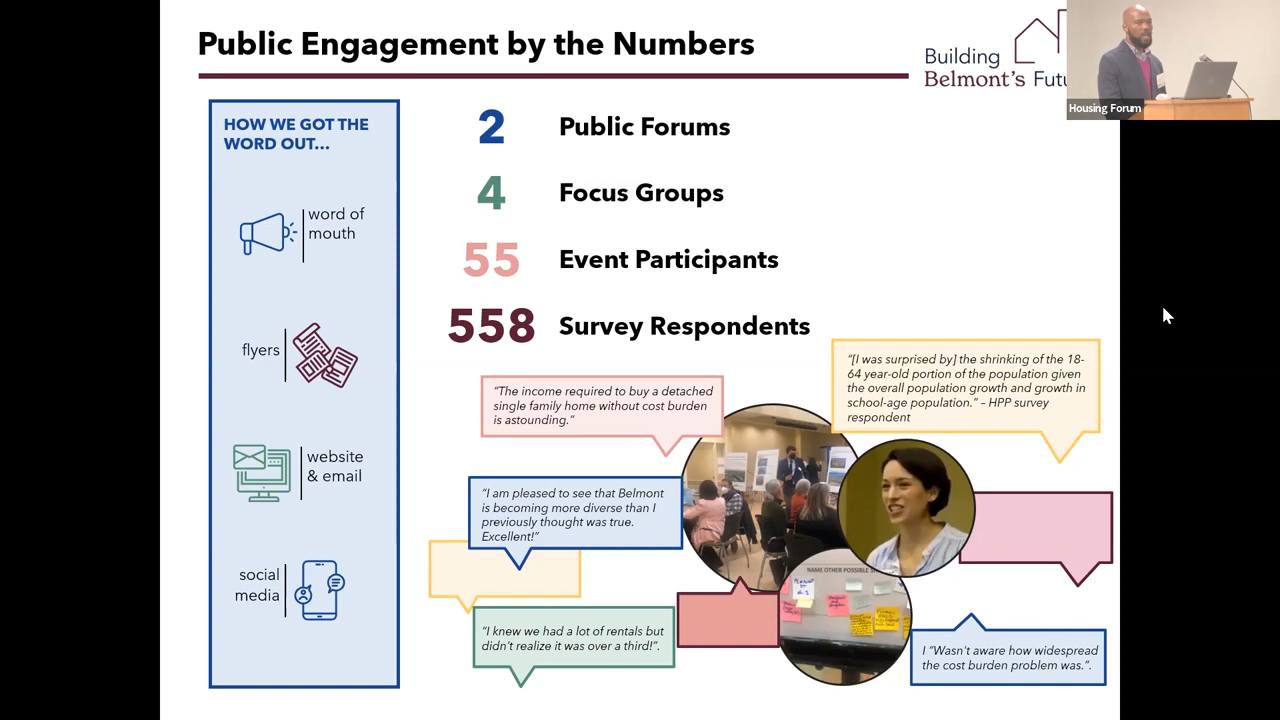 Public Engagement by the Numbers
Building
Belmont's Futu
Housing Forum
HOW WE GOT THE
WORD OUT...
word of
mouth
flyers
website
& email
social
media
2 Public Forums
4 Focus Groups
55 Event Participants
558 Survey Respondents
"[I was surprised by] the shrinking of the 18-
64 year-old portion of the population given
the overall population growth and growth in
school-age population." – HPP survey
respondent
"The income required to buy a detached
single family home without cost burden
is astounding."
"I am pleased to see that Belmont
is becoming more diverse than I
previously thought was true.
Excellent!"
"I knew we had a lot of rentals but
didn't realize it was over a third!".
NAME OTHER POSSIBLE
I "Wasn't aware how widespread
the cost burden problem was.".